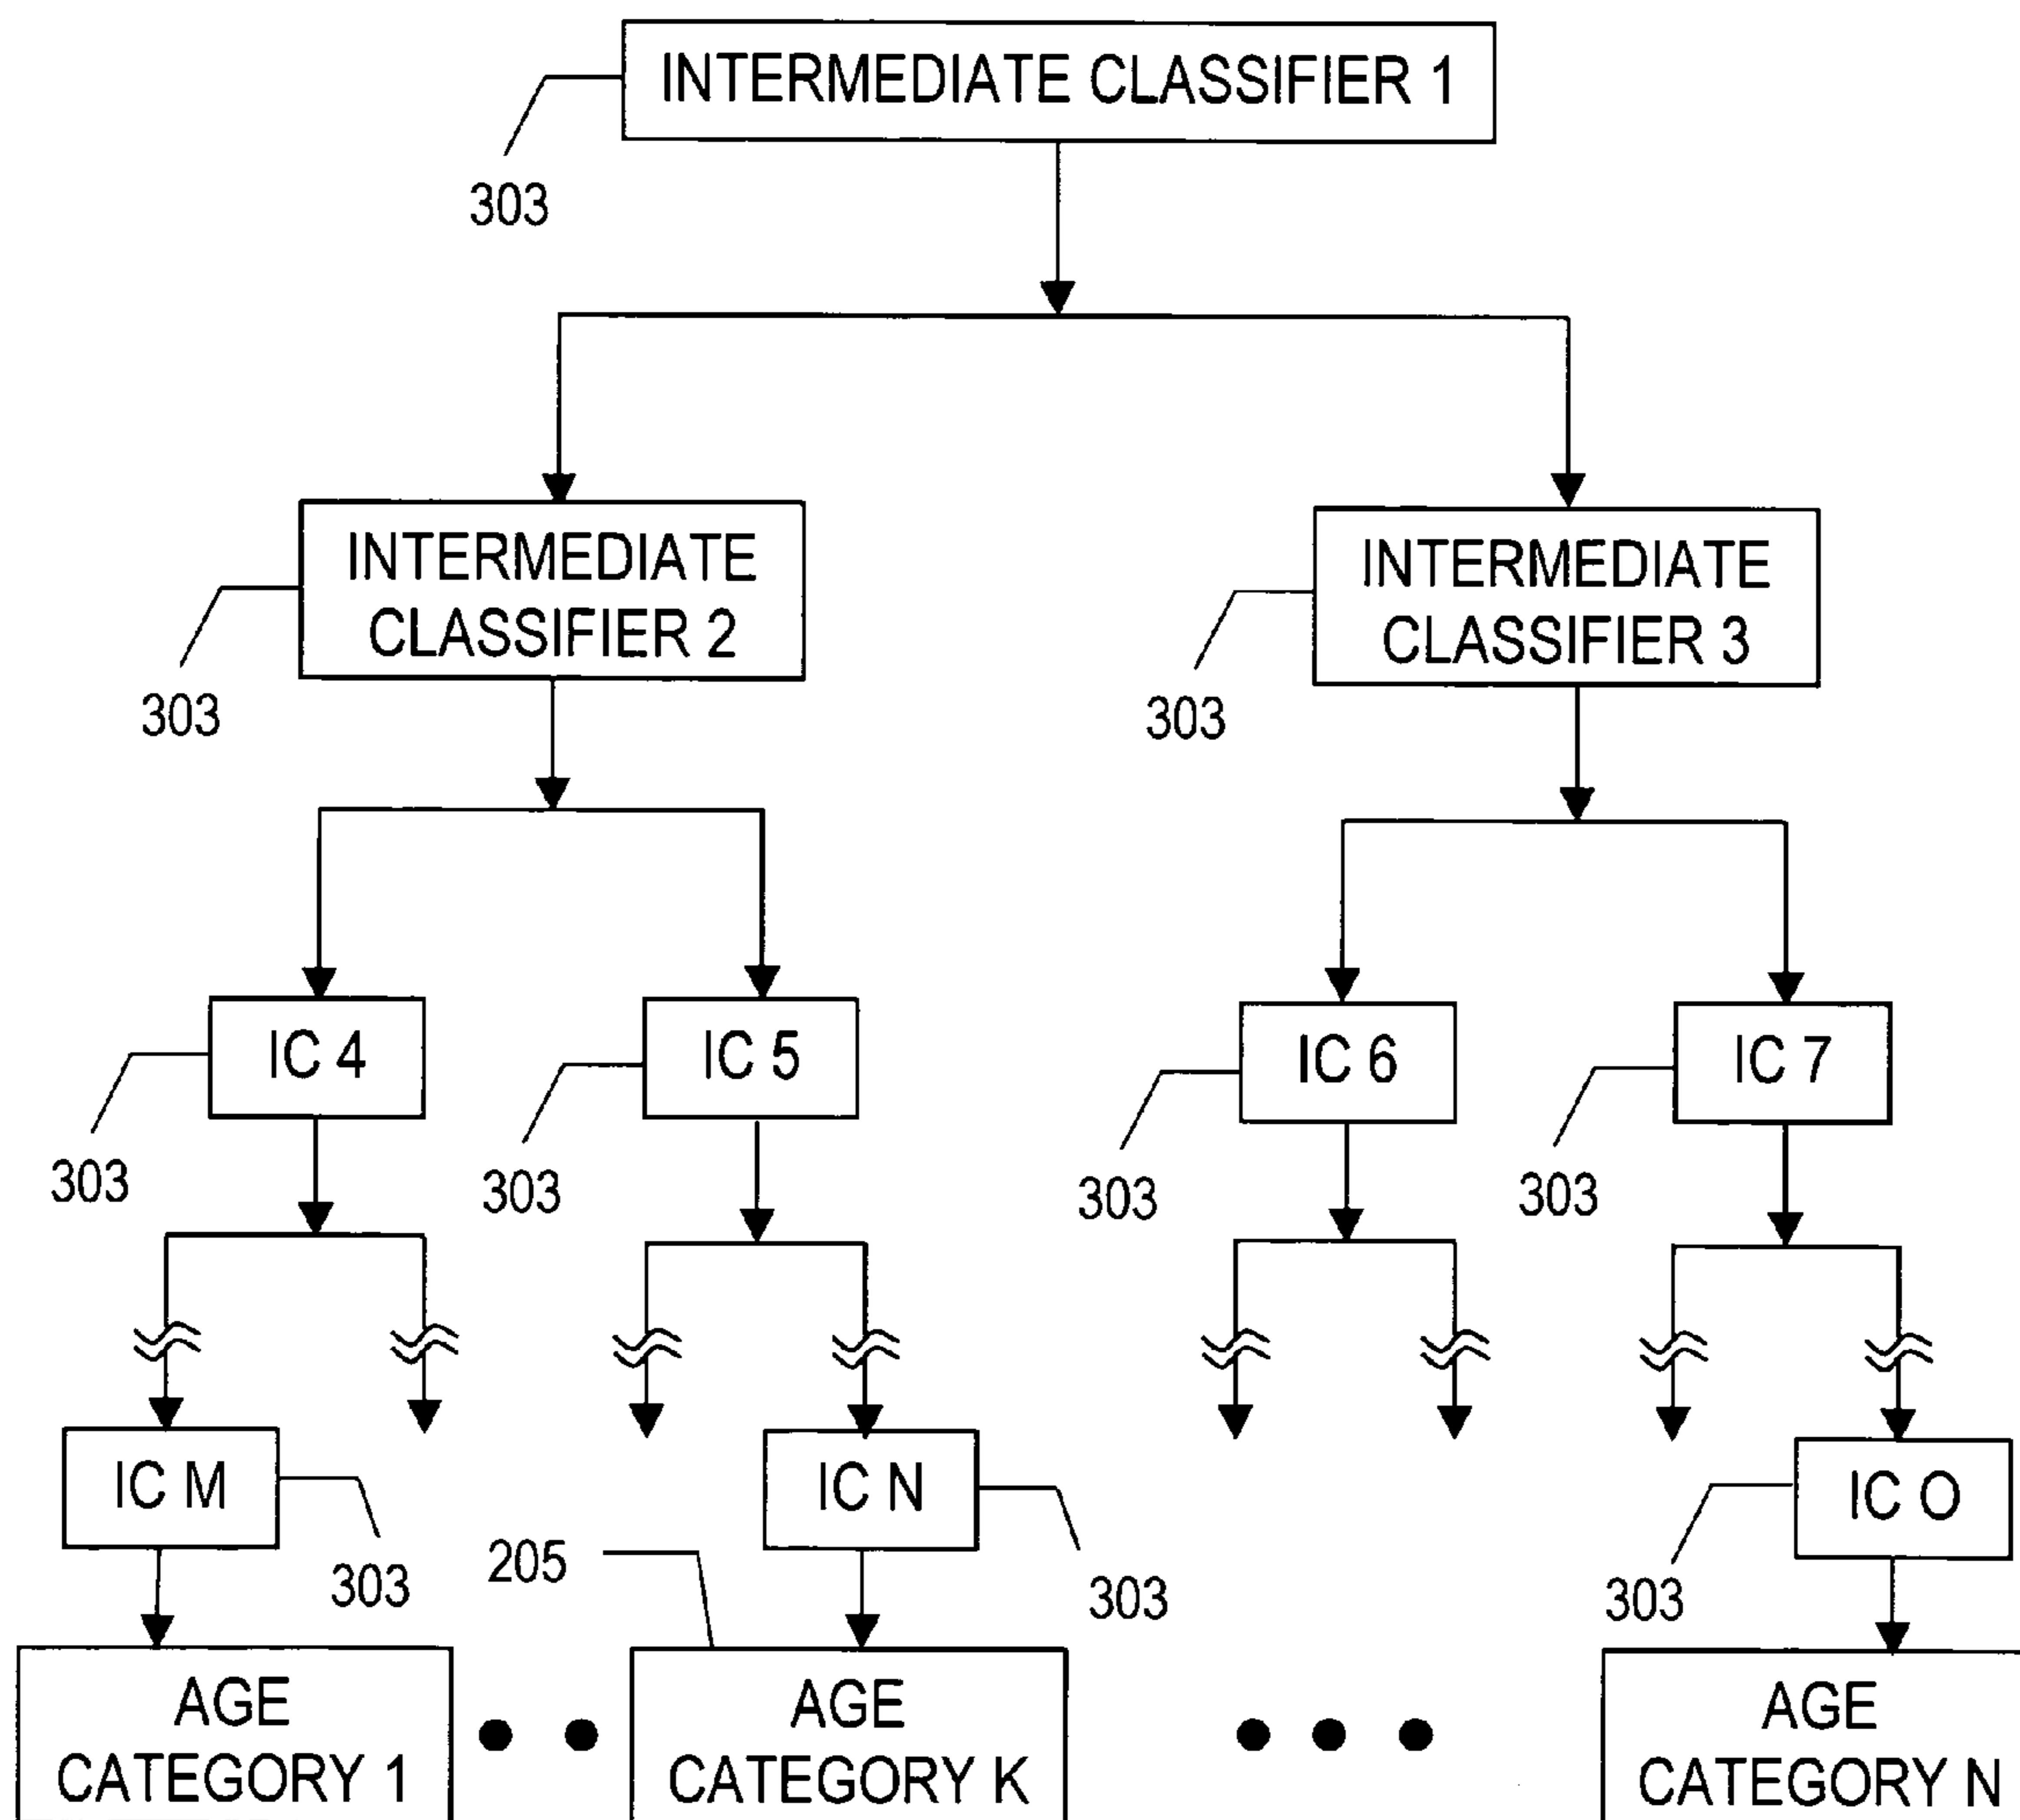 INTERMEDIATE CLASSIFIER 1
303
INTERMEDIATE
CLASSIFIER 2
303
INTERMEDIATE
CLASSIFIER 3
303
IC 4
303
IC 5
303
IC 6
303
IC 7
303
IC M
303
205
IC N
303
IC O
303
AGE
CATEGORY 1
AGE
CATEGORY K
AGE
CATEGORY N